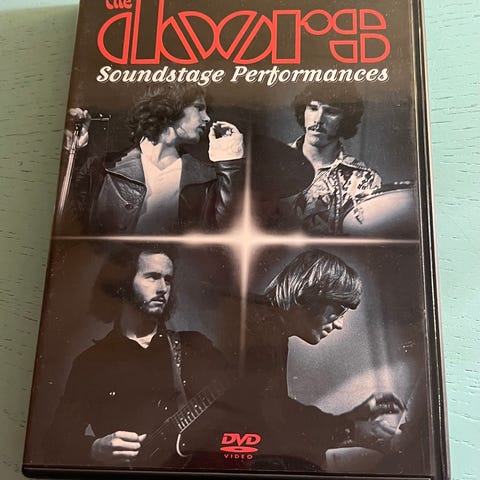 the
doors
Soundstage Performances
DVD
VIDEO